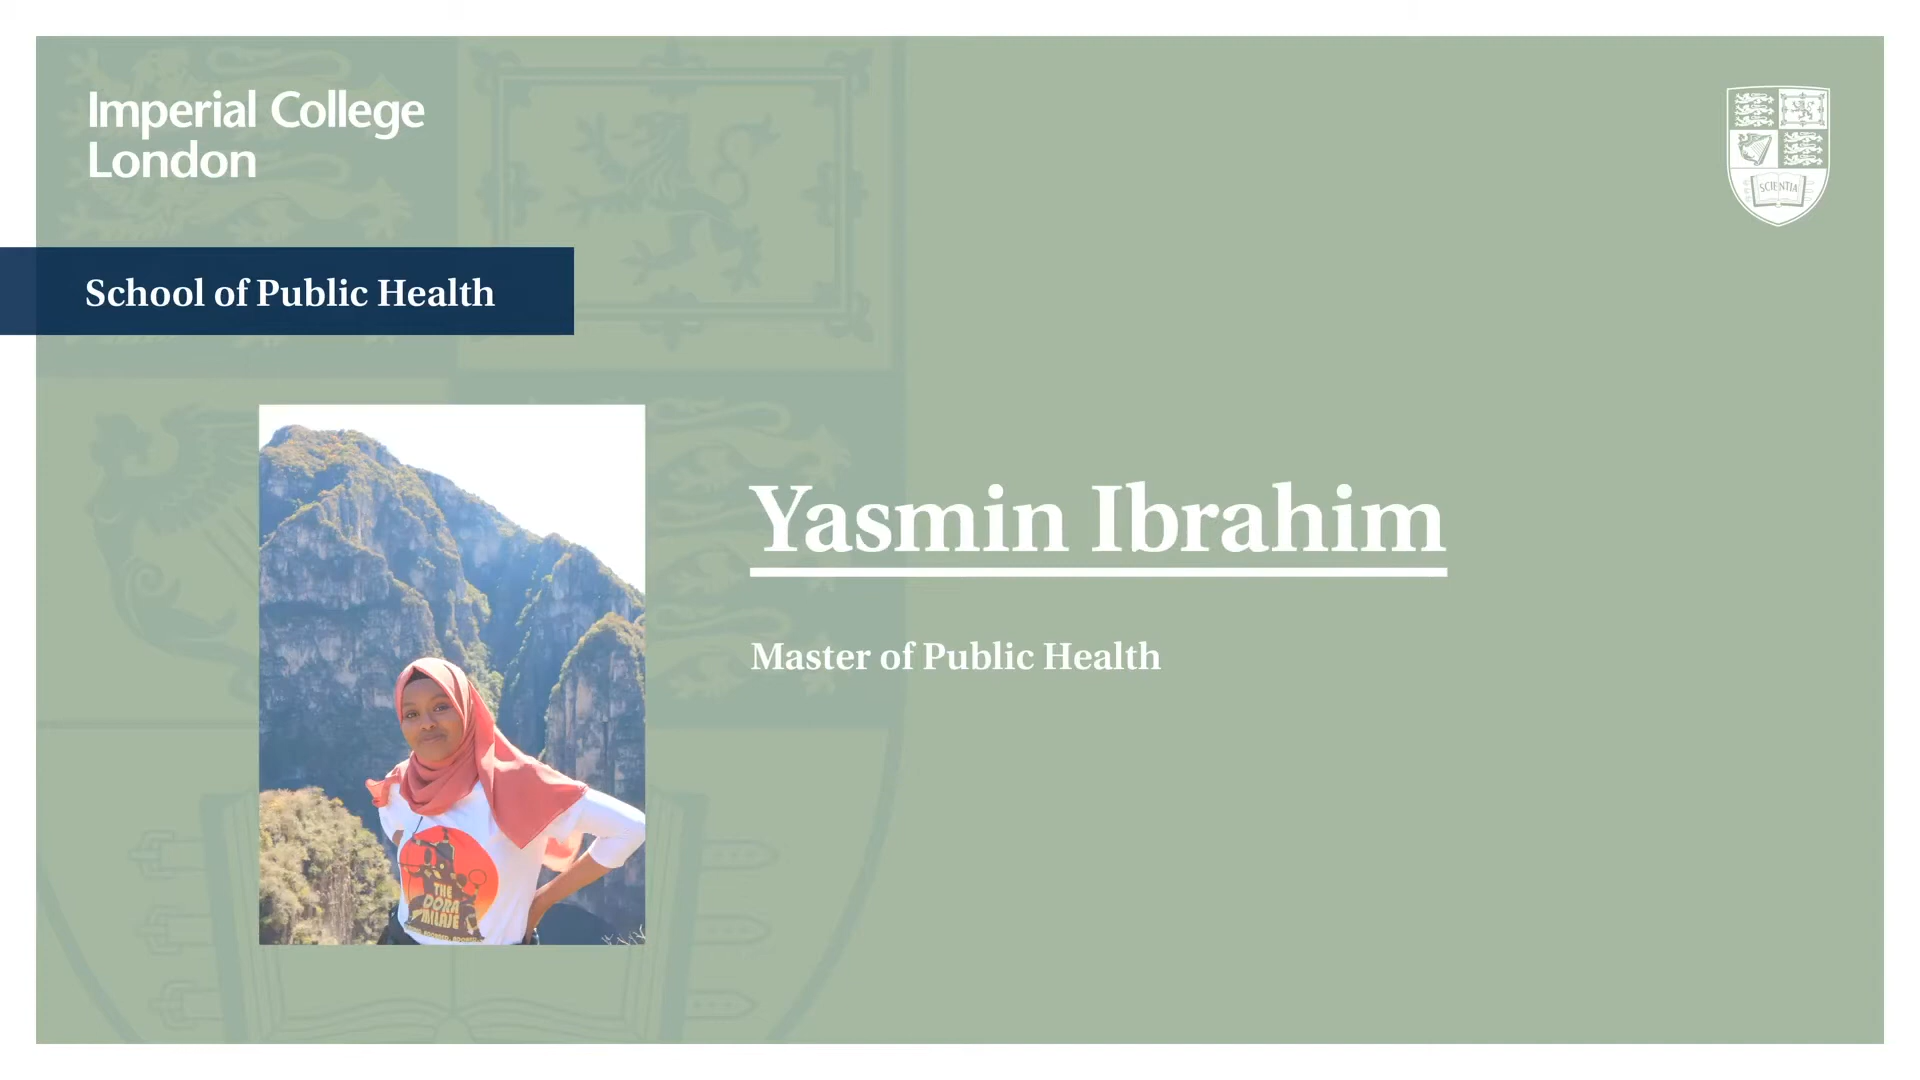 Imperial College
London
SCIENTIA
School of Public Health
Yasmin Ibrahim
Master of Public Health
THE
DORA
MILAJE